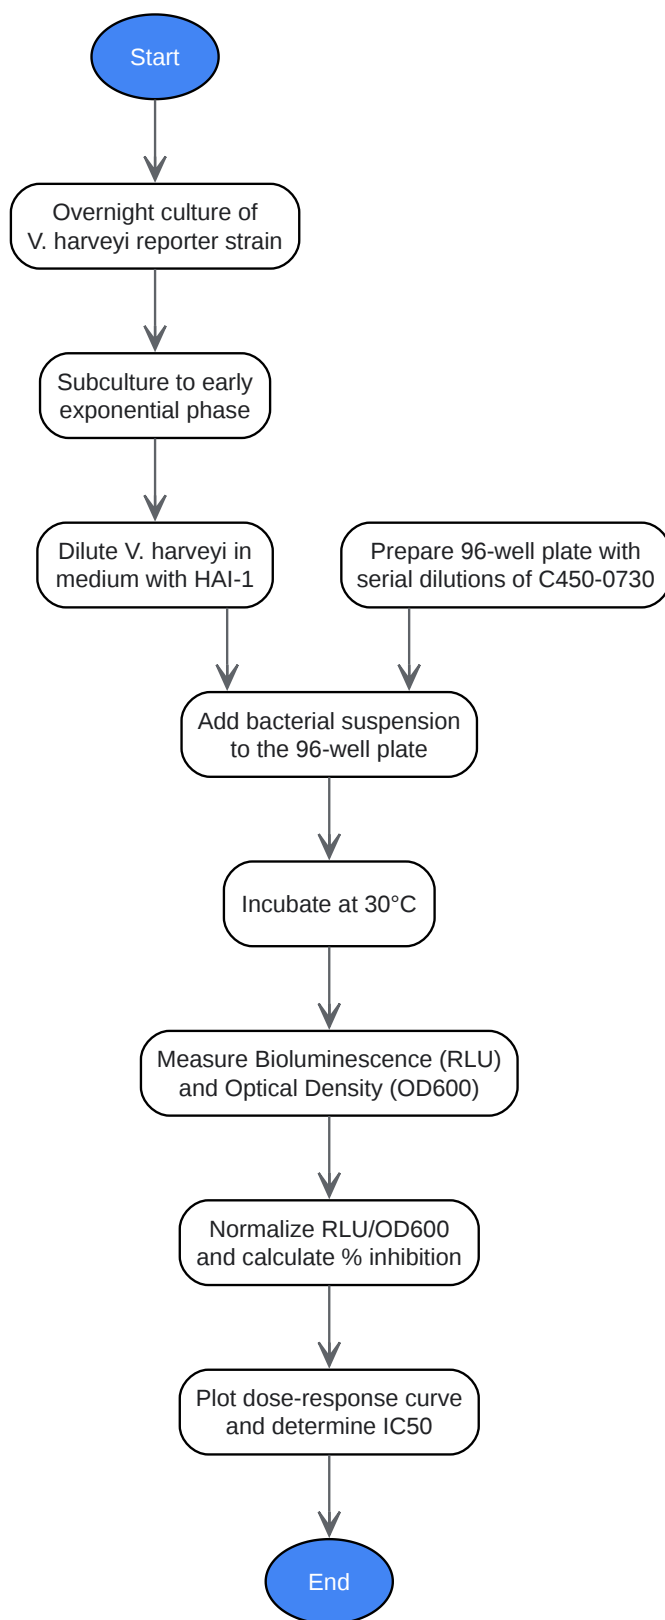 Start
Overnight culture of
V. harveyi reporter strain
Subculture to early
exponential phase
Dilute V. harveyi in
medium with HAI-1
Prepare 96-well plate with
serial dilutions of C450-0730
Add bacterial suspension
to the 96-well plate
Incubate at 30°C
Measure Bioluminescence (RLU)
and Optical Density (OD600)
Normalize RLU/OD600
and calculate % inhibition
Plot dose-response curve
and determine IC50
End